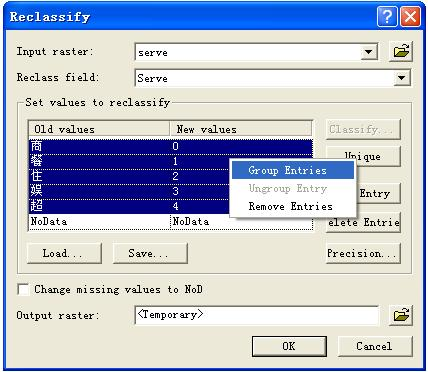 Reclassify
Input raster: serve
Reclass field: Serve
Set values to reclassify
Old values New values
商 0
餐 1
住 2
娱 3
超 4
NoData NoData
Classify...
Unique
Entry
elete Entrie
Precision...
Group Entries
Ungroup Entry
Remove Entries
Load... Save...
Change missing values to NoD
Output raster: <Temporary>
OK Cancel